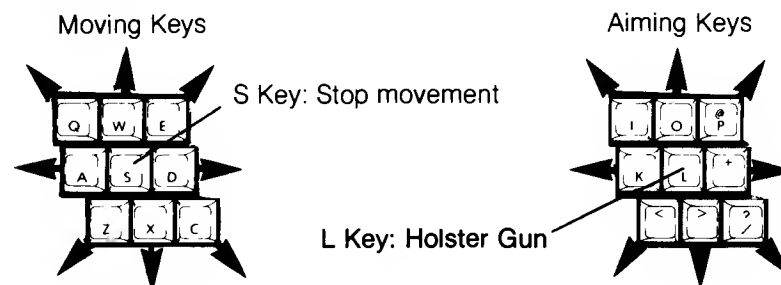 Moving Keys
Aiming Keys
S Key: Stop movement
Q W E
A S D
Z X C
I O @ P
K L +
< > ? /
L Key: Holster Gun